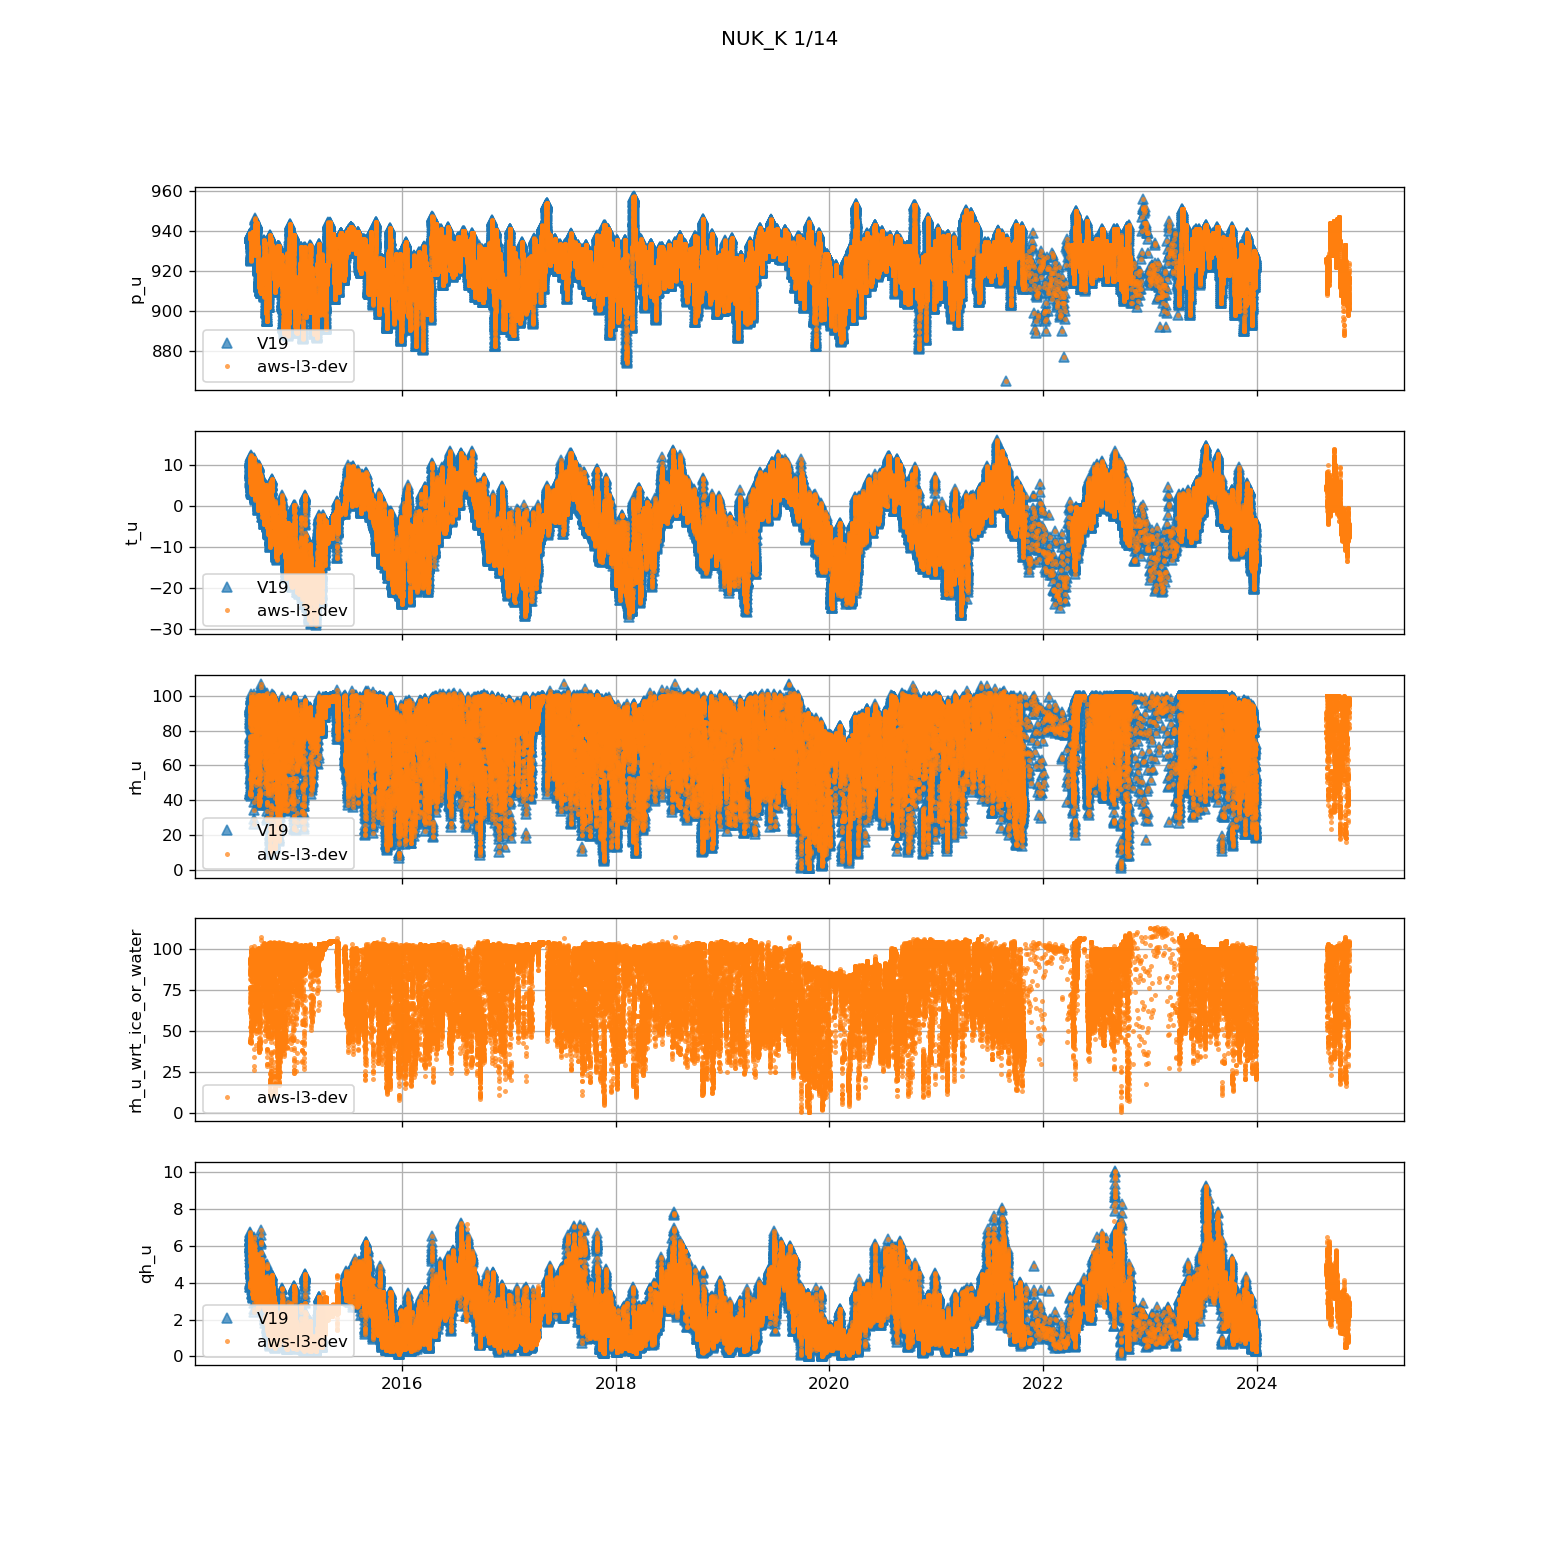 NUK_K 1/14
960
940
920
900
880
p_u
V19
aws-l3-dev
10
0
−10
−20
−30
t_u
V19
aws-l3-dev
100
80
60
40
20
0
rh_u
V19
aws-l3-dev
100
75
50
25
0
rh_u_wrt_ice_or_water
aws-l3-dev
10
8
6
4
2
0
qh_u
V19
aws-l3-dev
2016
2018
2020
2022
2024